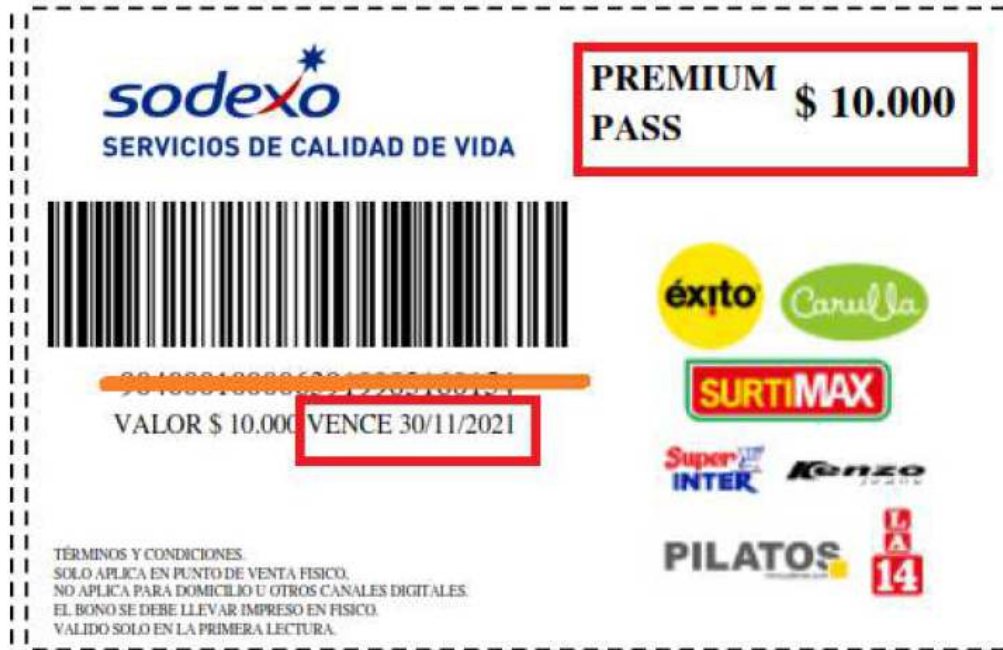 sodexo
SERVICIOS DE CALIDAD DE VIDA
PREMIUM
PASS
$ 10.000
VALOR $ 10.000 VENCE 30/11/2021
éxito
Carulla
SURTIMAX
Super
INTER
Kenzo
PILATOS
LA
14
TÉRMINOS Y CONDICIONES.
SOLO APLICA EN PUNTO DE VENTA FISICO.
NO APLICA PARA DOMICILIO U OTROS CANALES DIGITALES.
EL BONO SE DEBE LLEVAR IMPRESO EN FISICO.
VALIDO SOLO EN LA PRIMERA LECTURA.